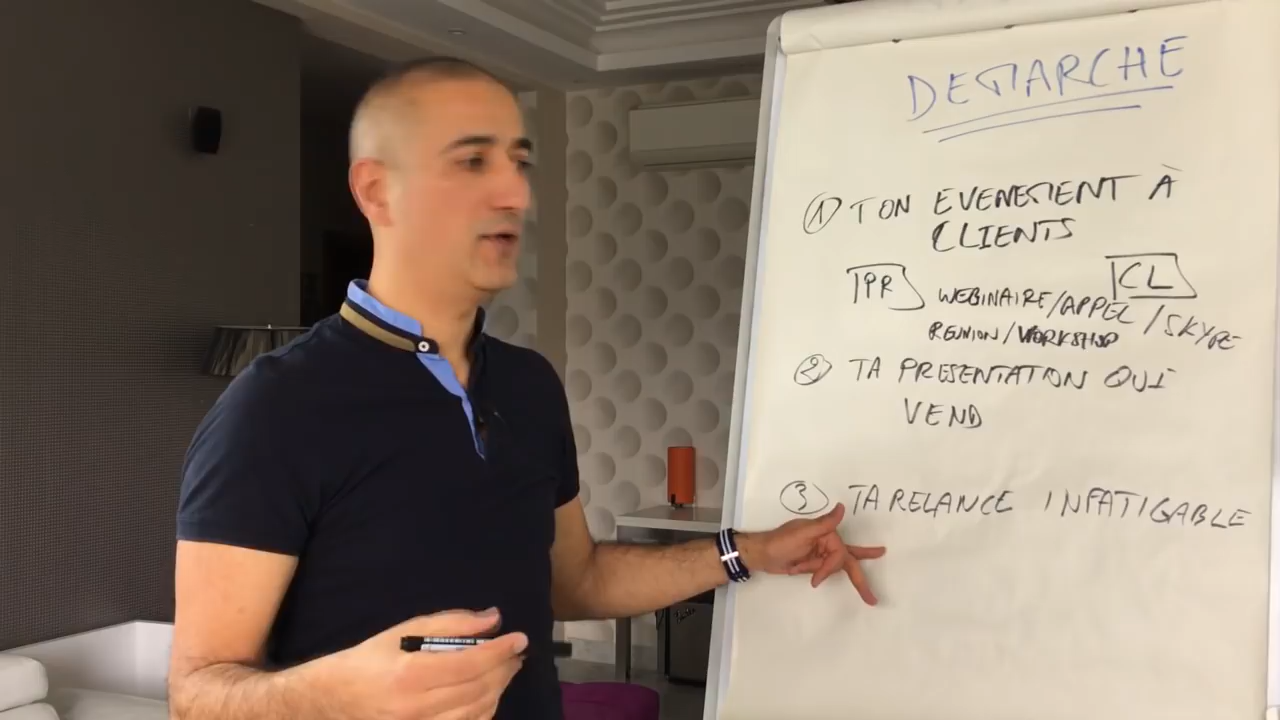 DEMARCHE
① TON EVENEMENT À
CLIENTS
PR
CL
WEBINAIRE/APPEL/SKYPE
REUNION/WORKSHOP
② TA PRESENTATION QUI
VEND
③ TA RELANCE INFATIGABLE